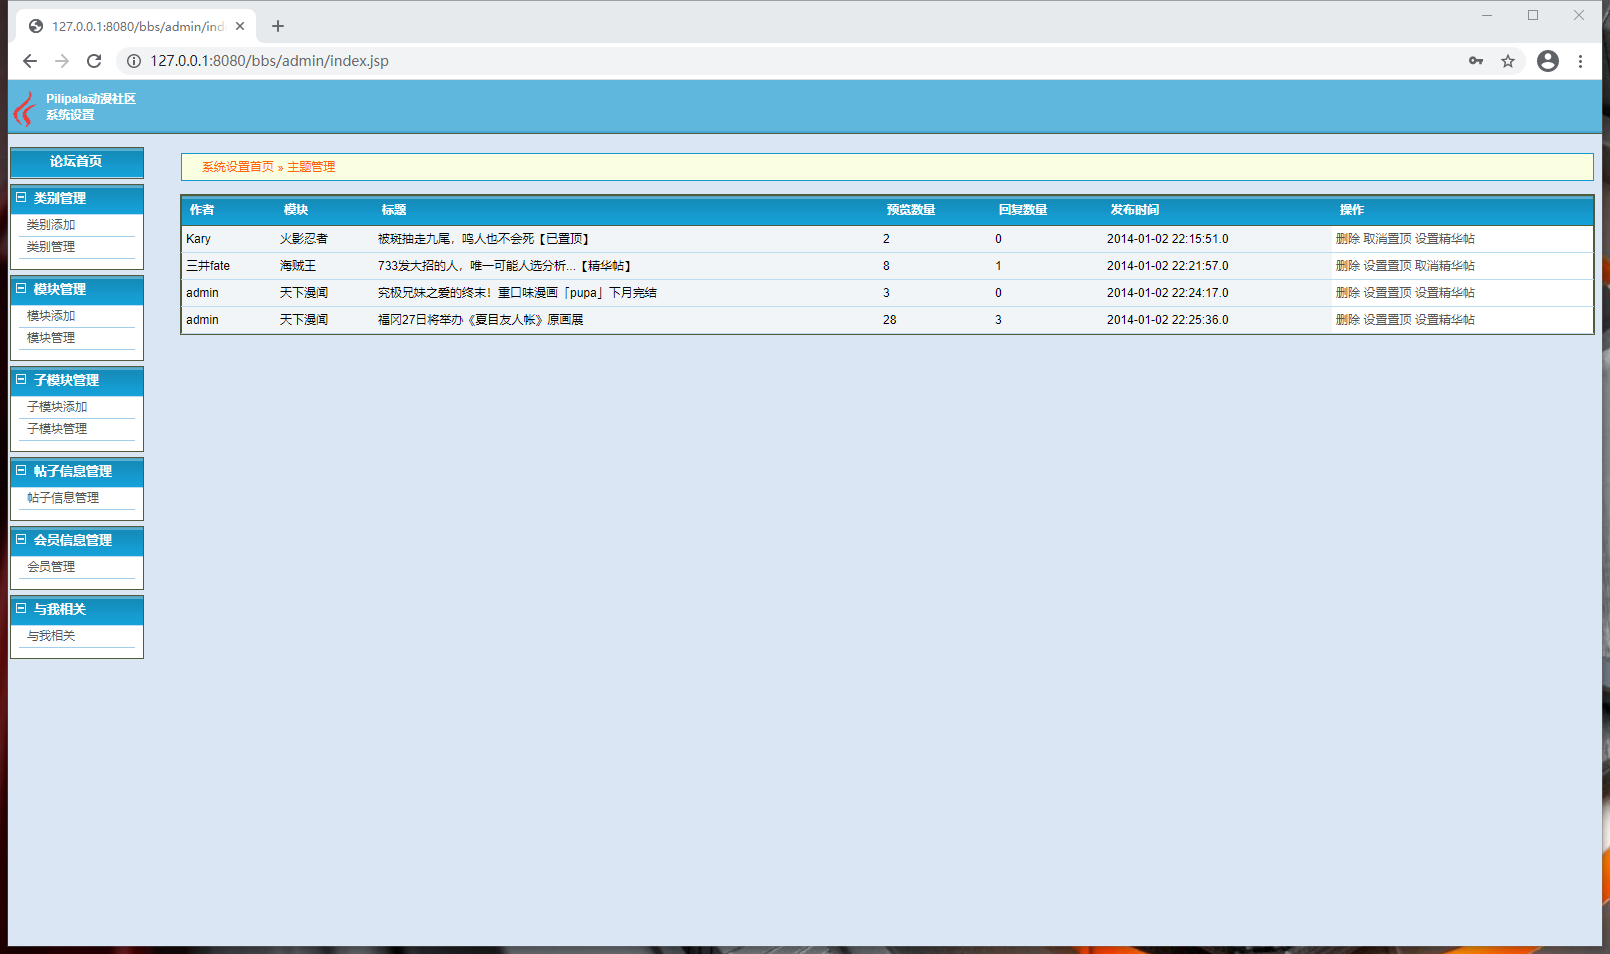 127.0.0.1:8080/bbs/admin/ind
127.0.0.1:8080/bbs/admin/index.jsp
Pilipala动漫社区
系统设置
论坛首页
类别管理
类别添加
类别管理
模块管理
模块添加
模块管理
子模块管理
子模块添加
子模块管理
帖子信息管理
帖子信息管理
会员信息管理
会员管理
与我相关
与我相关
系统设置首页 » 主题管理
作者 模块 标题 预览数量 回复数量 发布时间 操作
Kary 火影忍者 被斑抽走九尾，鸣人也不会死【已置顶】 2 0 2014-01-02 22:15:51.0 删除 取消置顶 设置精华帖
三井fate 海贼王 733发大招的人，唯一可能人选分析...【精华帖】 8 1 2014-01-02 22:21:57.0 删除 设置置顶 取消精华帖
admin 天下漫闻 究极兄妹之爱的终末！重口味漫画「pupa」下月完结 3 0 2014-01-02 22:24:17.0 删除 设置置顶 设置精华帖
admin 天下漫闻 福冈27日将举办《夏目友人帐》原画展 28 3 2014-01-02 22:25:36.0 删除 设置置顶 设置精华帖